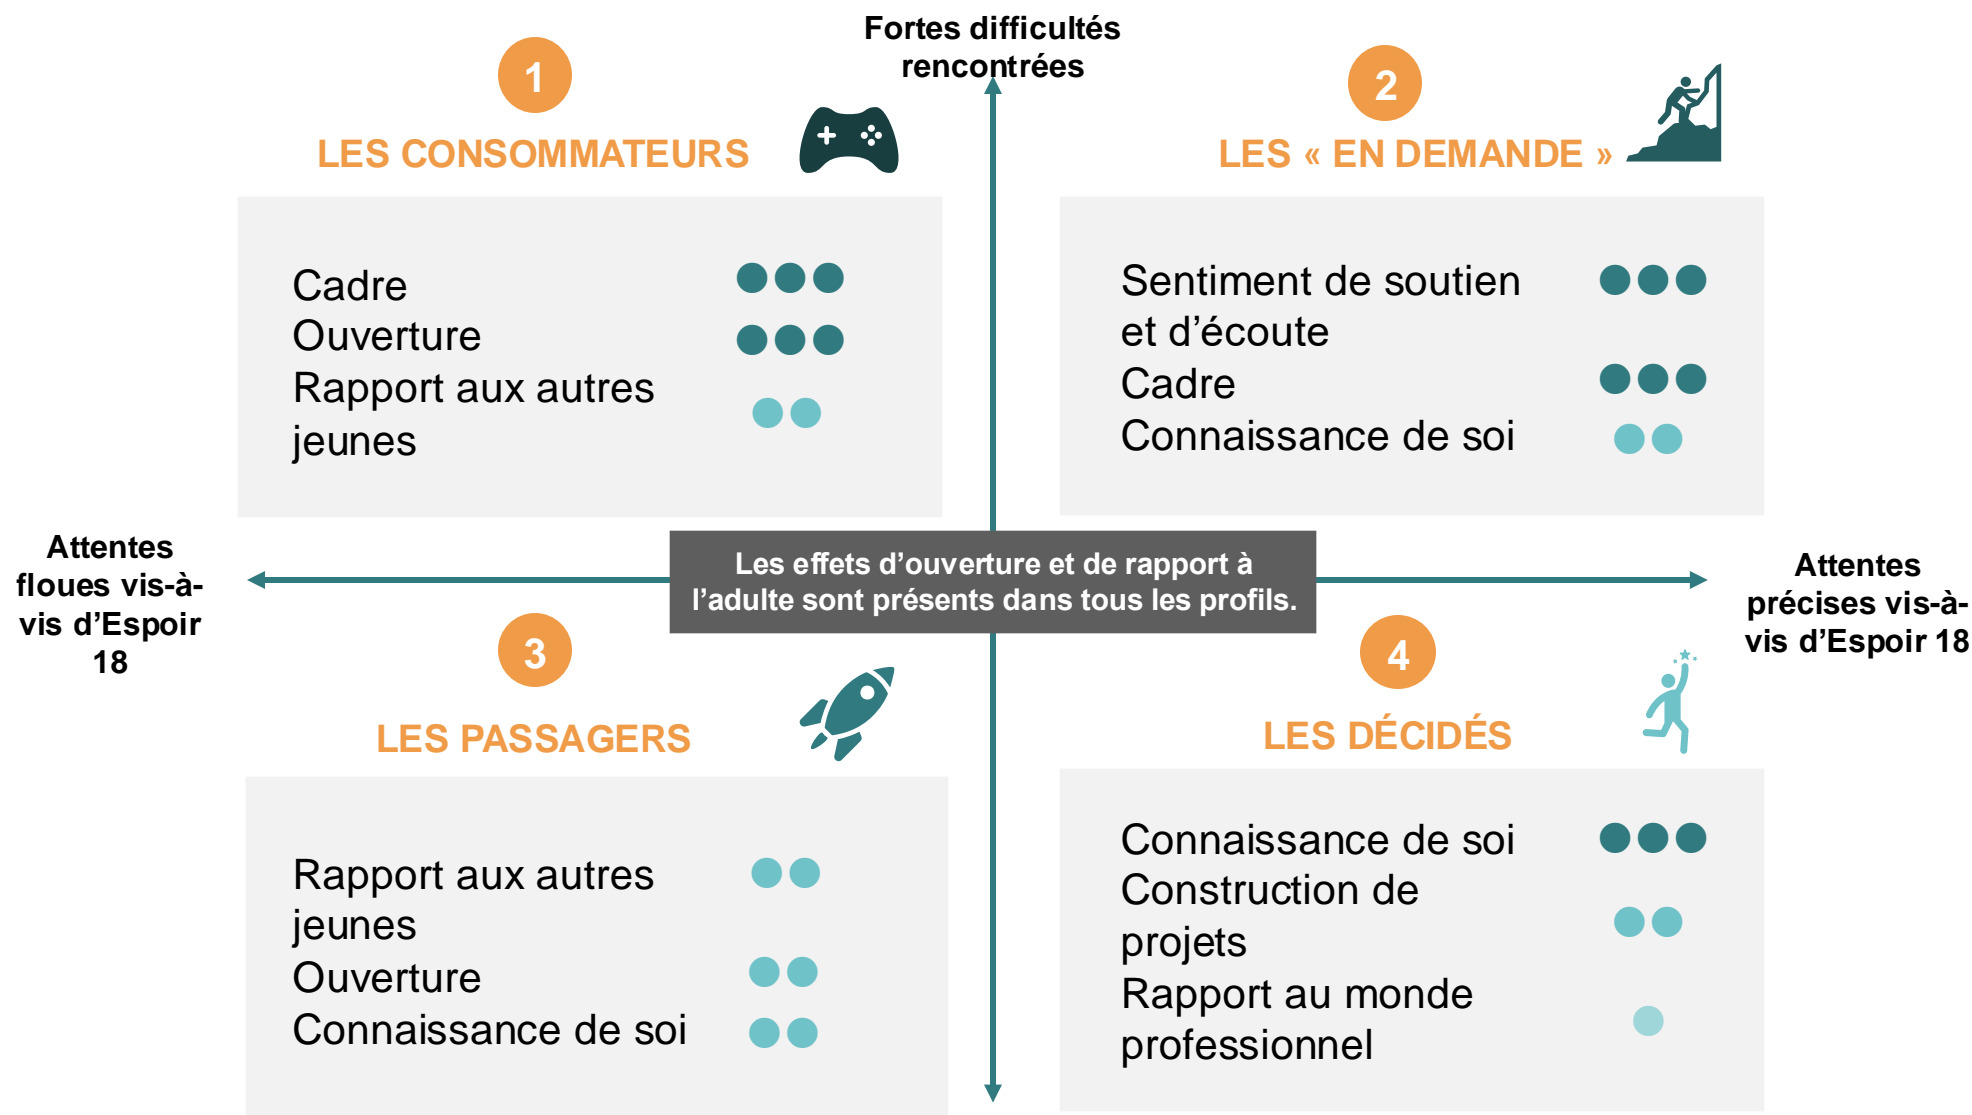 Fortes difficultés
rencontrées
1
LES CONSOMMATEURS
Cadre
Ouverture
Rapport aux autres
jeunes
2
LES « EN DEMANDE »
Sentiment de soutien
et d’écoute
Cadre
Connaissance de soi
Attentes
floues vis-à-
vis d’Espoir
18
Les effets d’ouverture et de rapport à
l’adulte sont présents dans tous les profils.
Attentes
précises vis-à-
vis d’Espoir 18
3
LES PASSAGERS
Rapport aux autres
jeunes
Ouverture
Connaissance de soi
4
LES DÉCIDÉS
Connaissance de soi
Construction de
projets
Rapport au monde
professionnel